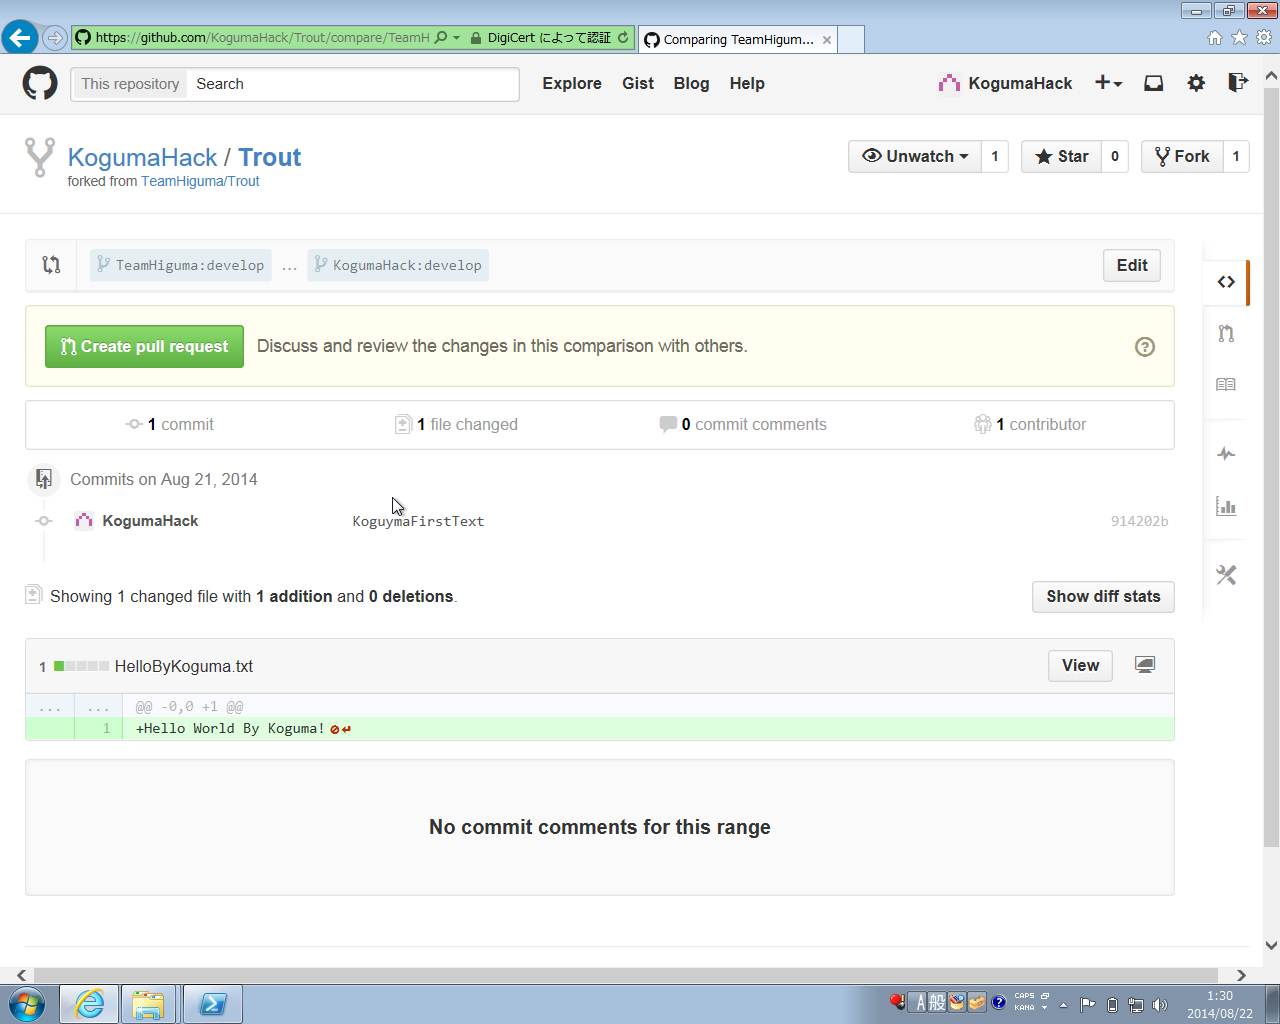 https://github.com/KogumaHack/Trout/compare/TeamH
DigiCert によって認証
Comparing TeamHigum...
This repository
Search
Explore Gist Blog Help
KogumaHack
KogumaHack / Trout
forked from TeamHiguma/Trout
Unwatch 1
Star 0
Fork 1
TeamHiguma:develop ... KogumaHack:develop
Edit
Create pull request
Discuss and review the changes in this comparison with others.
1 commit
1 file changed
0 commit comments
1 contributor
Commits on Aug 21, 2014
KogumaHack KoguymaFirstText 914202b
Showing 1 changed file with 1 addition and 0 deletions.
Show diff stats
1 HelloByKoguma.txt
View
... ... @@ -0,0 +1 @@
1 +Hello World By Koguma!
No commit comments for this range
A 般
CAPS
KANA
1:30
2014/08/22